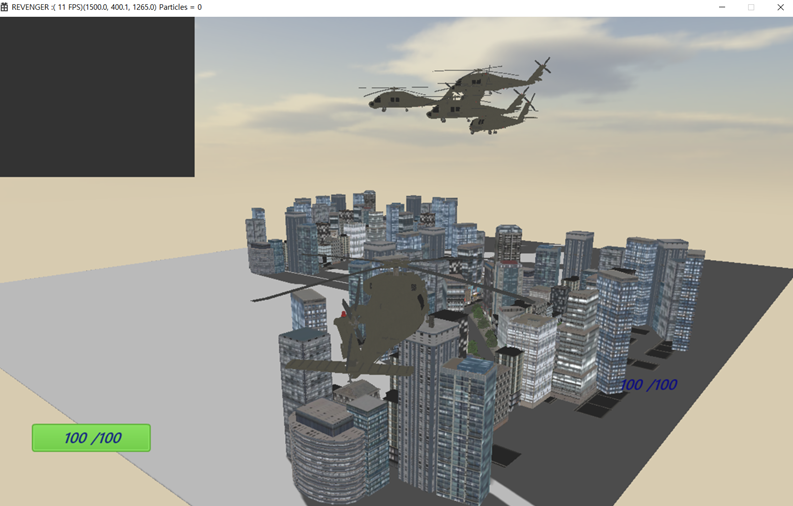 REVENGER :( 11 FPS)(1500.0, 400.1, 1265.0) Particles = 0
100 /100
100 /100